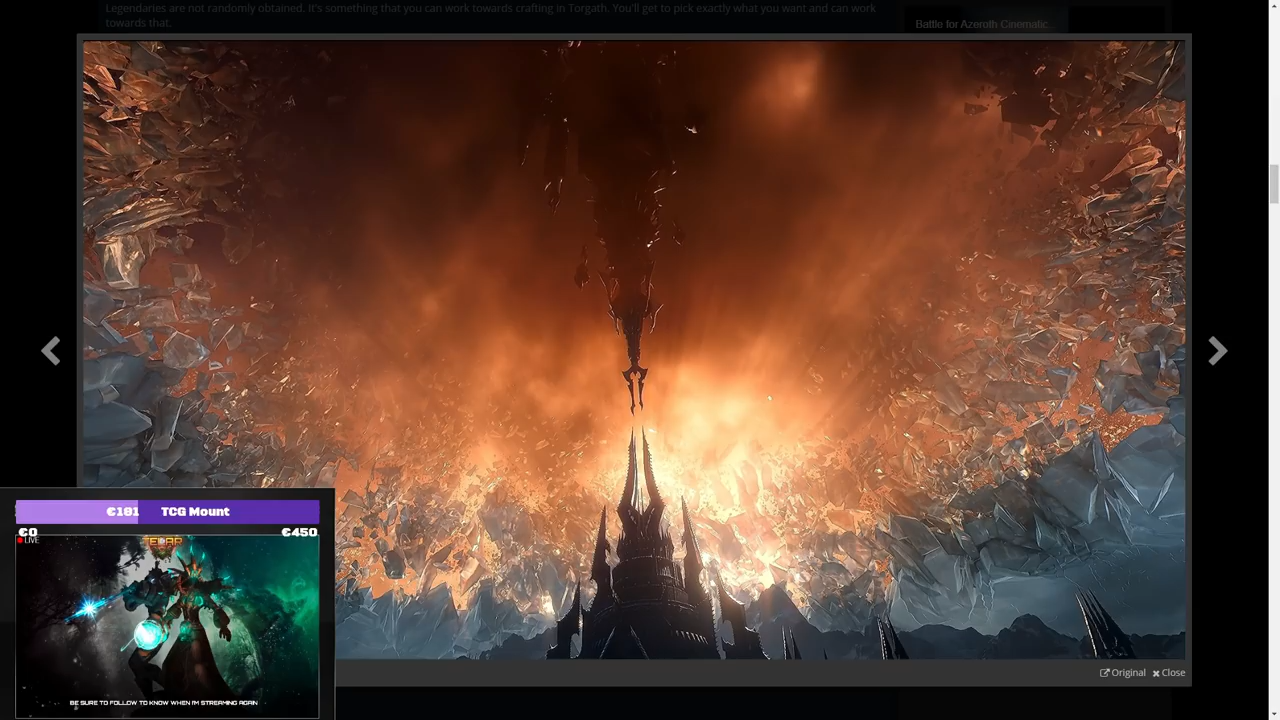 Legendaries are not randomly obtained. It's something that you can work towards crafting in Torgath. You'll get to pick exactly what you want and can work
towards that.
Battle for Azeroth Cinematic...
€181 TCG Mount
€0 €450
LIVE
BE SURE TO FOLLOW TO KNOW WHEN I'M STREAMING AGAIN
Original Close